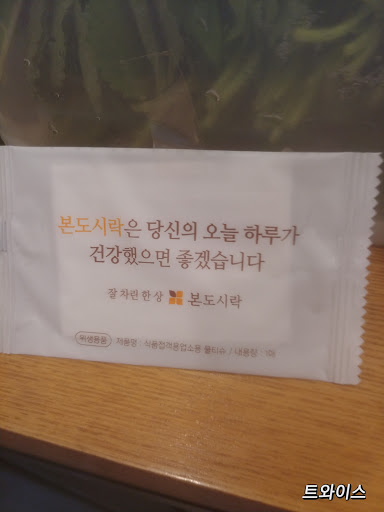 본도시락은 당신의 오늘 하루가
건강했으면 좋겠습니다
잘 차린 한 상 본도시락
위생용품 제품명 : 식품접객업소용 물티슈 / 내용량 : 1매
트와이스